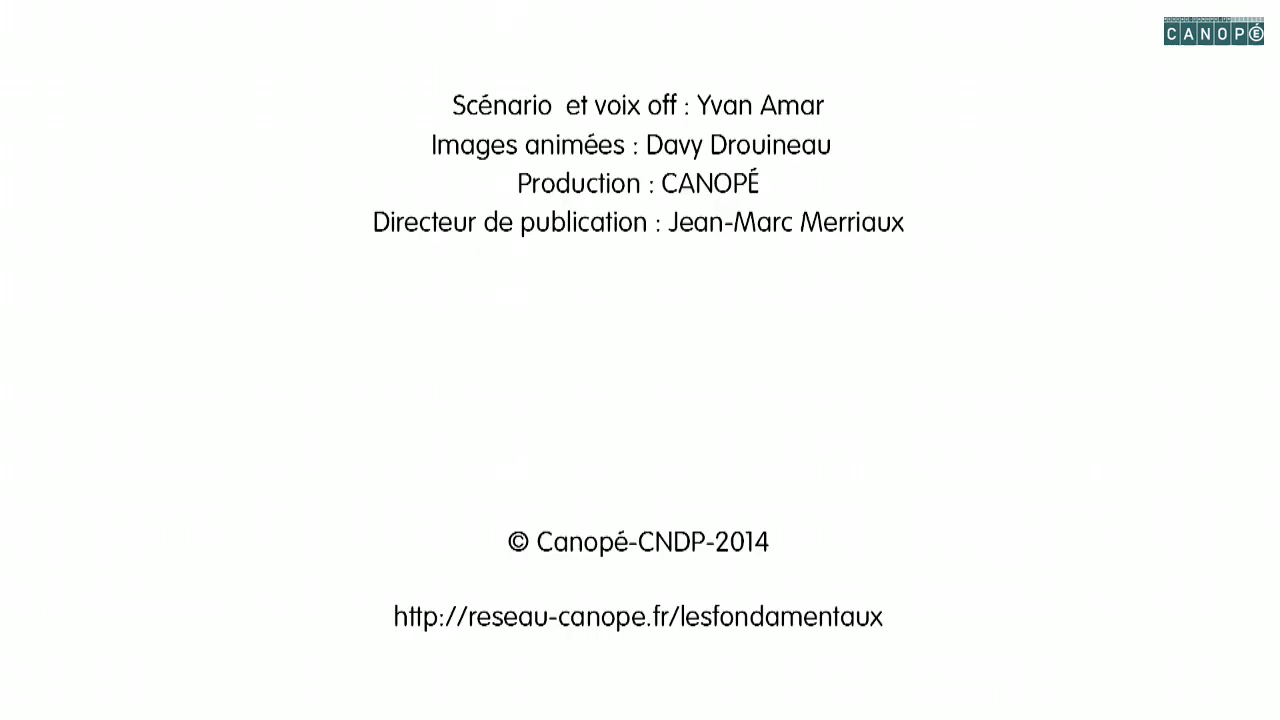 CANOPÉ
Scénario et voix off : Yvan Amar
Images animées : Davy Drouineau
Production : CANOPÉ
Directeur de publication : Jean-Marc Merriaux
© Canopé-CNDP-2014
http://reseau-canope.fr/lesfondamentaux